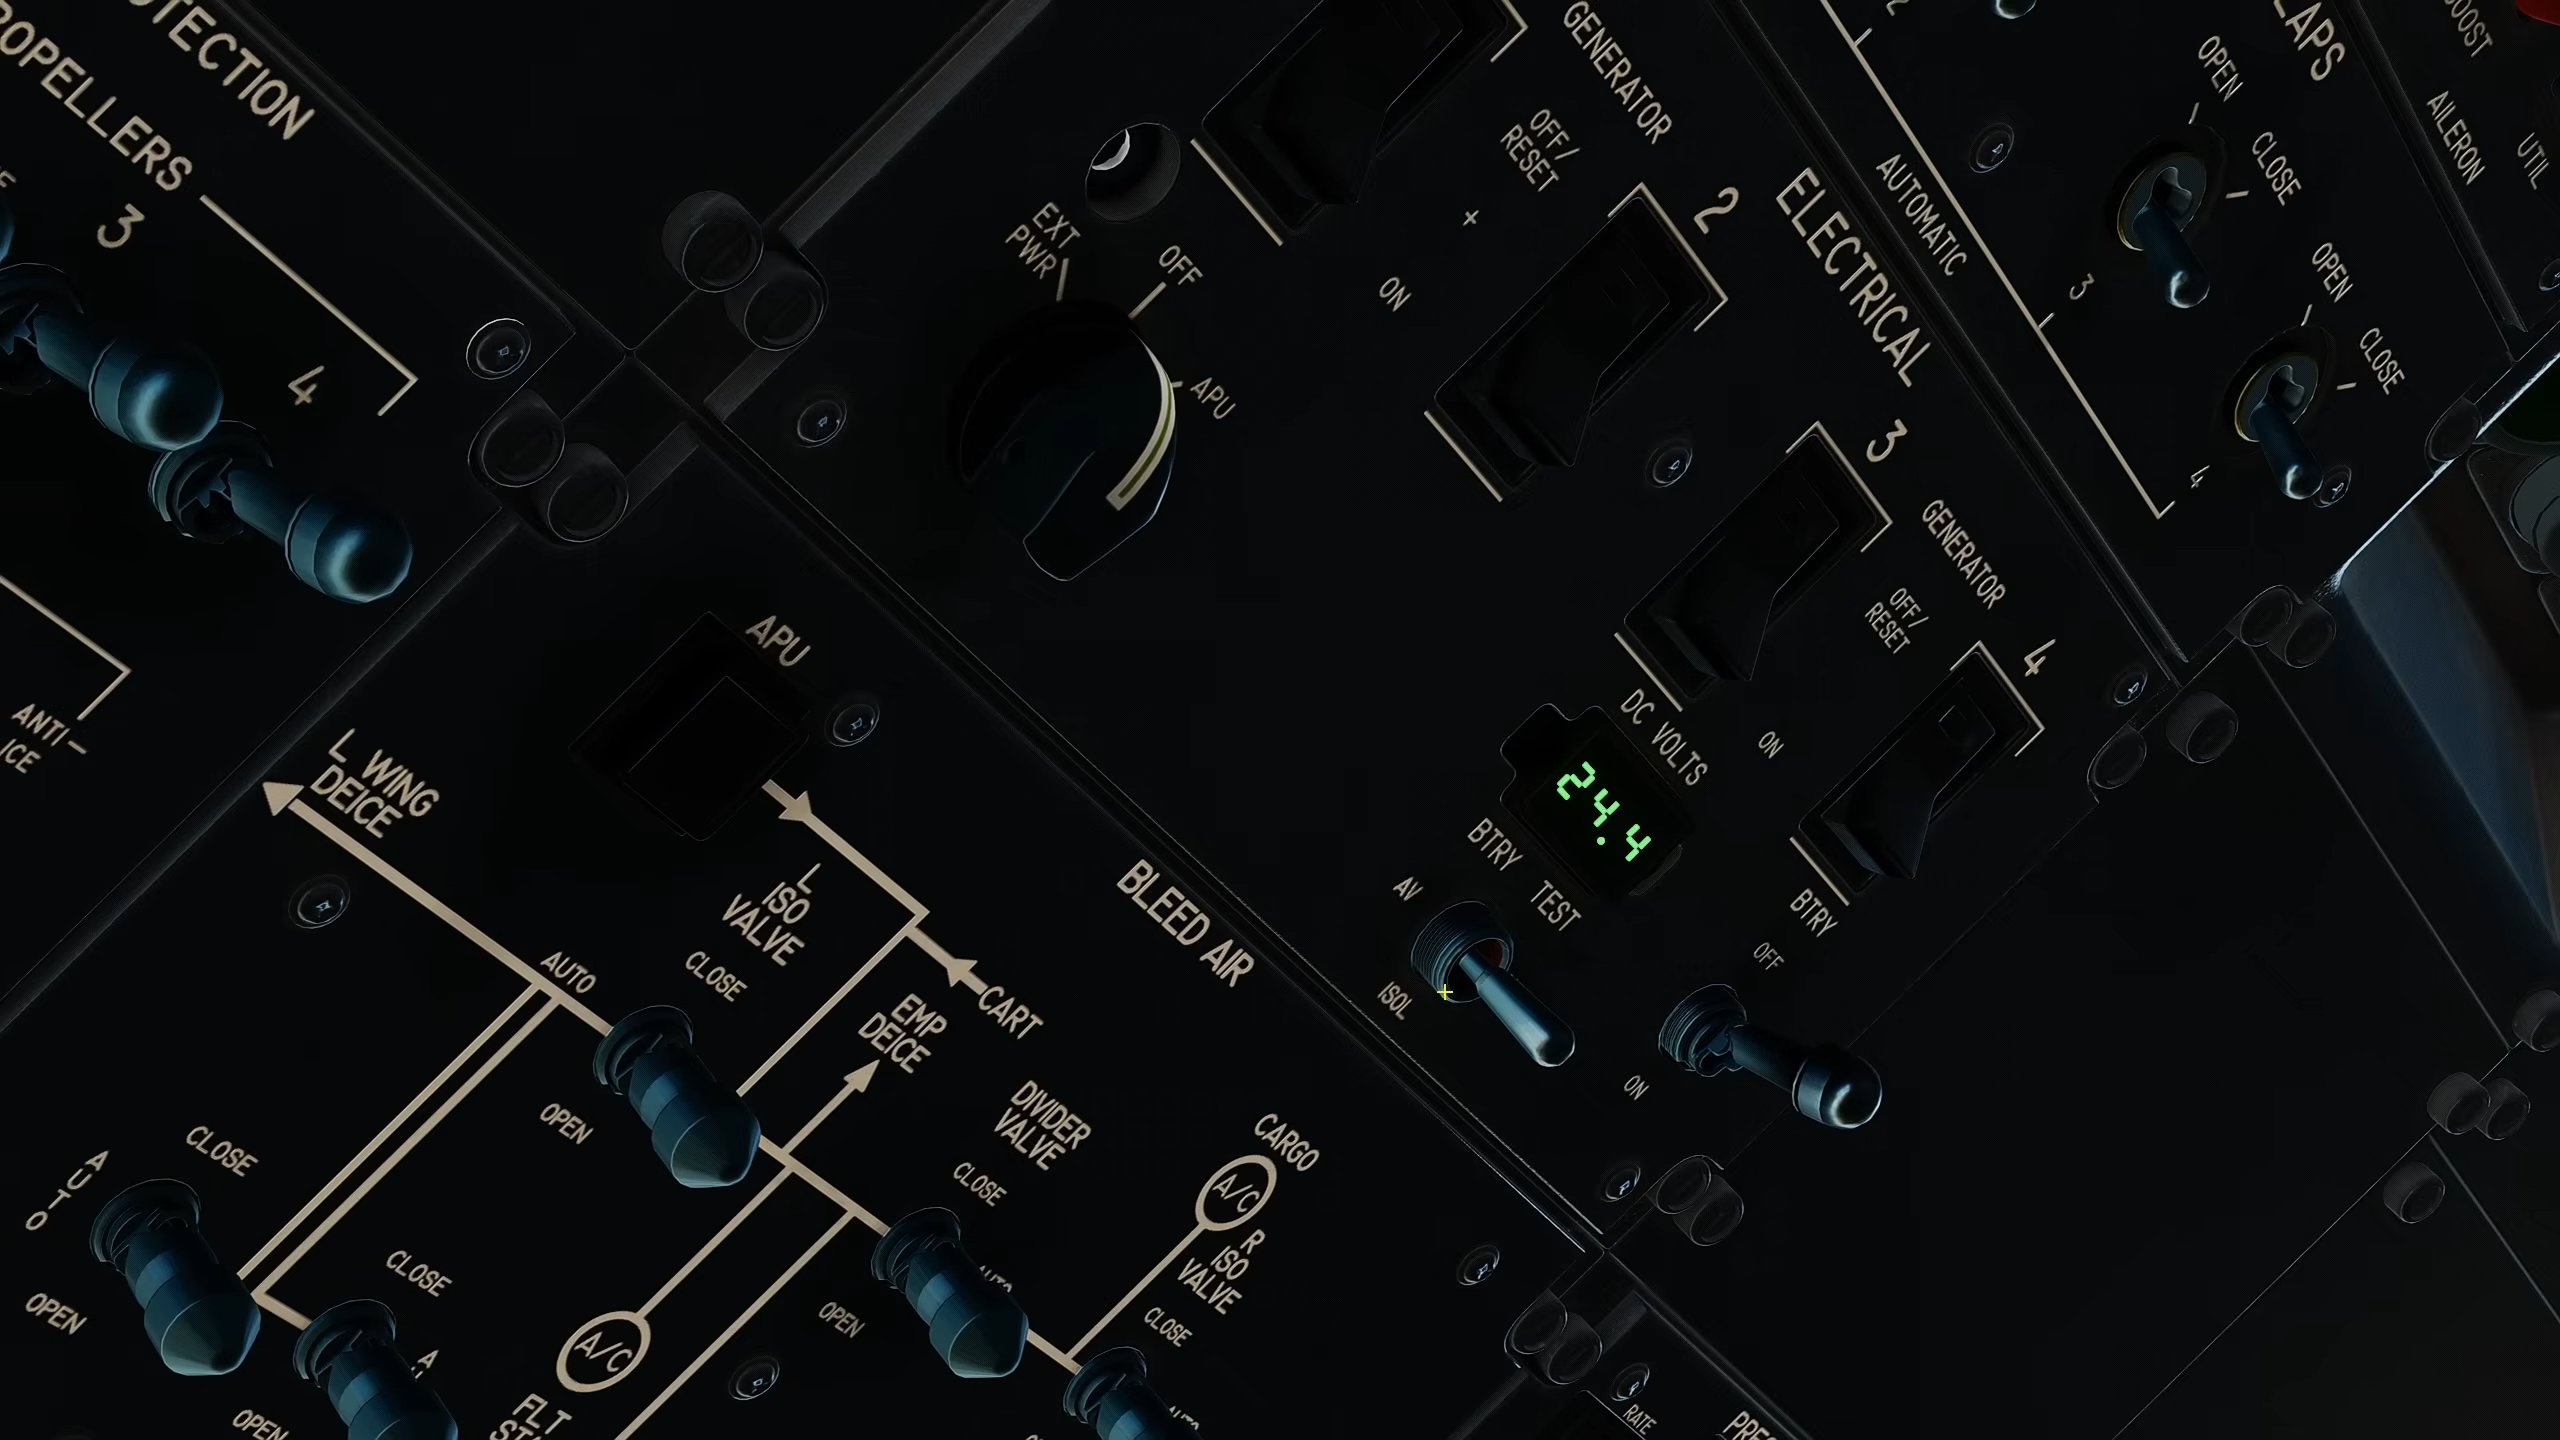 PROPELLERS
3
4
ANTI-
ICE
EXT
PWR
OFF
APU
GENERATOR
OFF/
RESET
+
ON
2
ELECTRICAL
3
GENERATOR
OFF/
RESET
4
ON
DC VOLTS
24.4
BTRY TEST
AV
ISOL
BTRY
OFF
ON
AUTOMATIC
2
3
4
OPEN
CLOSE
OPEN
CLOSE
AILERON
UTIL
APU
L WING
DEICE
AUTO
L
ISO
VALVE
CLOSE
OPEN
BLEED AIR
CART
EMP
DEICE
DIVIDER
VALVE
CLOSE
OPEN
CARGO
A/C
R
ISO
VALVE
CLOSE
AUTO
CLOSE
OPEN
CLOSE
OPEN
A/C
FLT
RATE